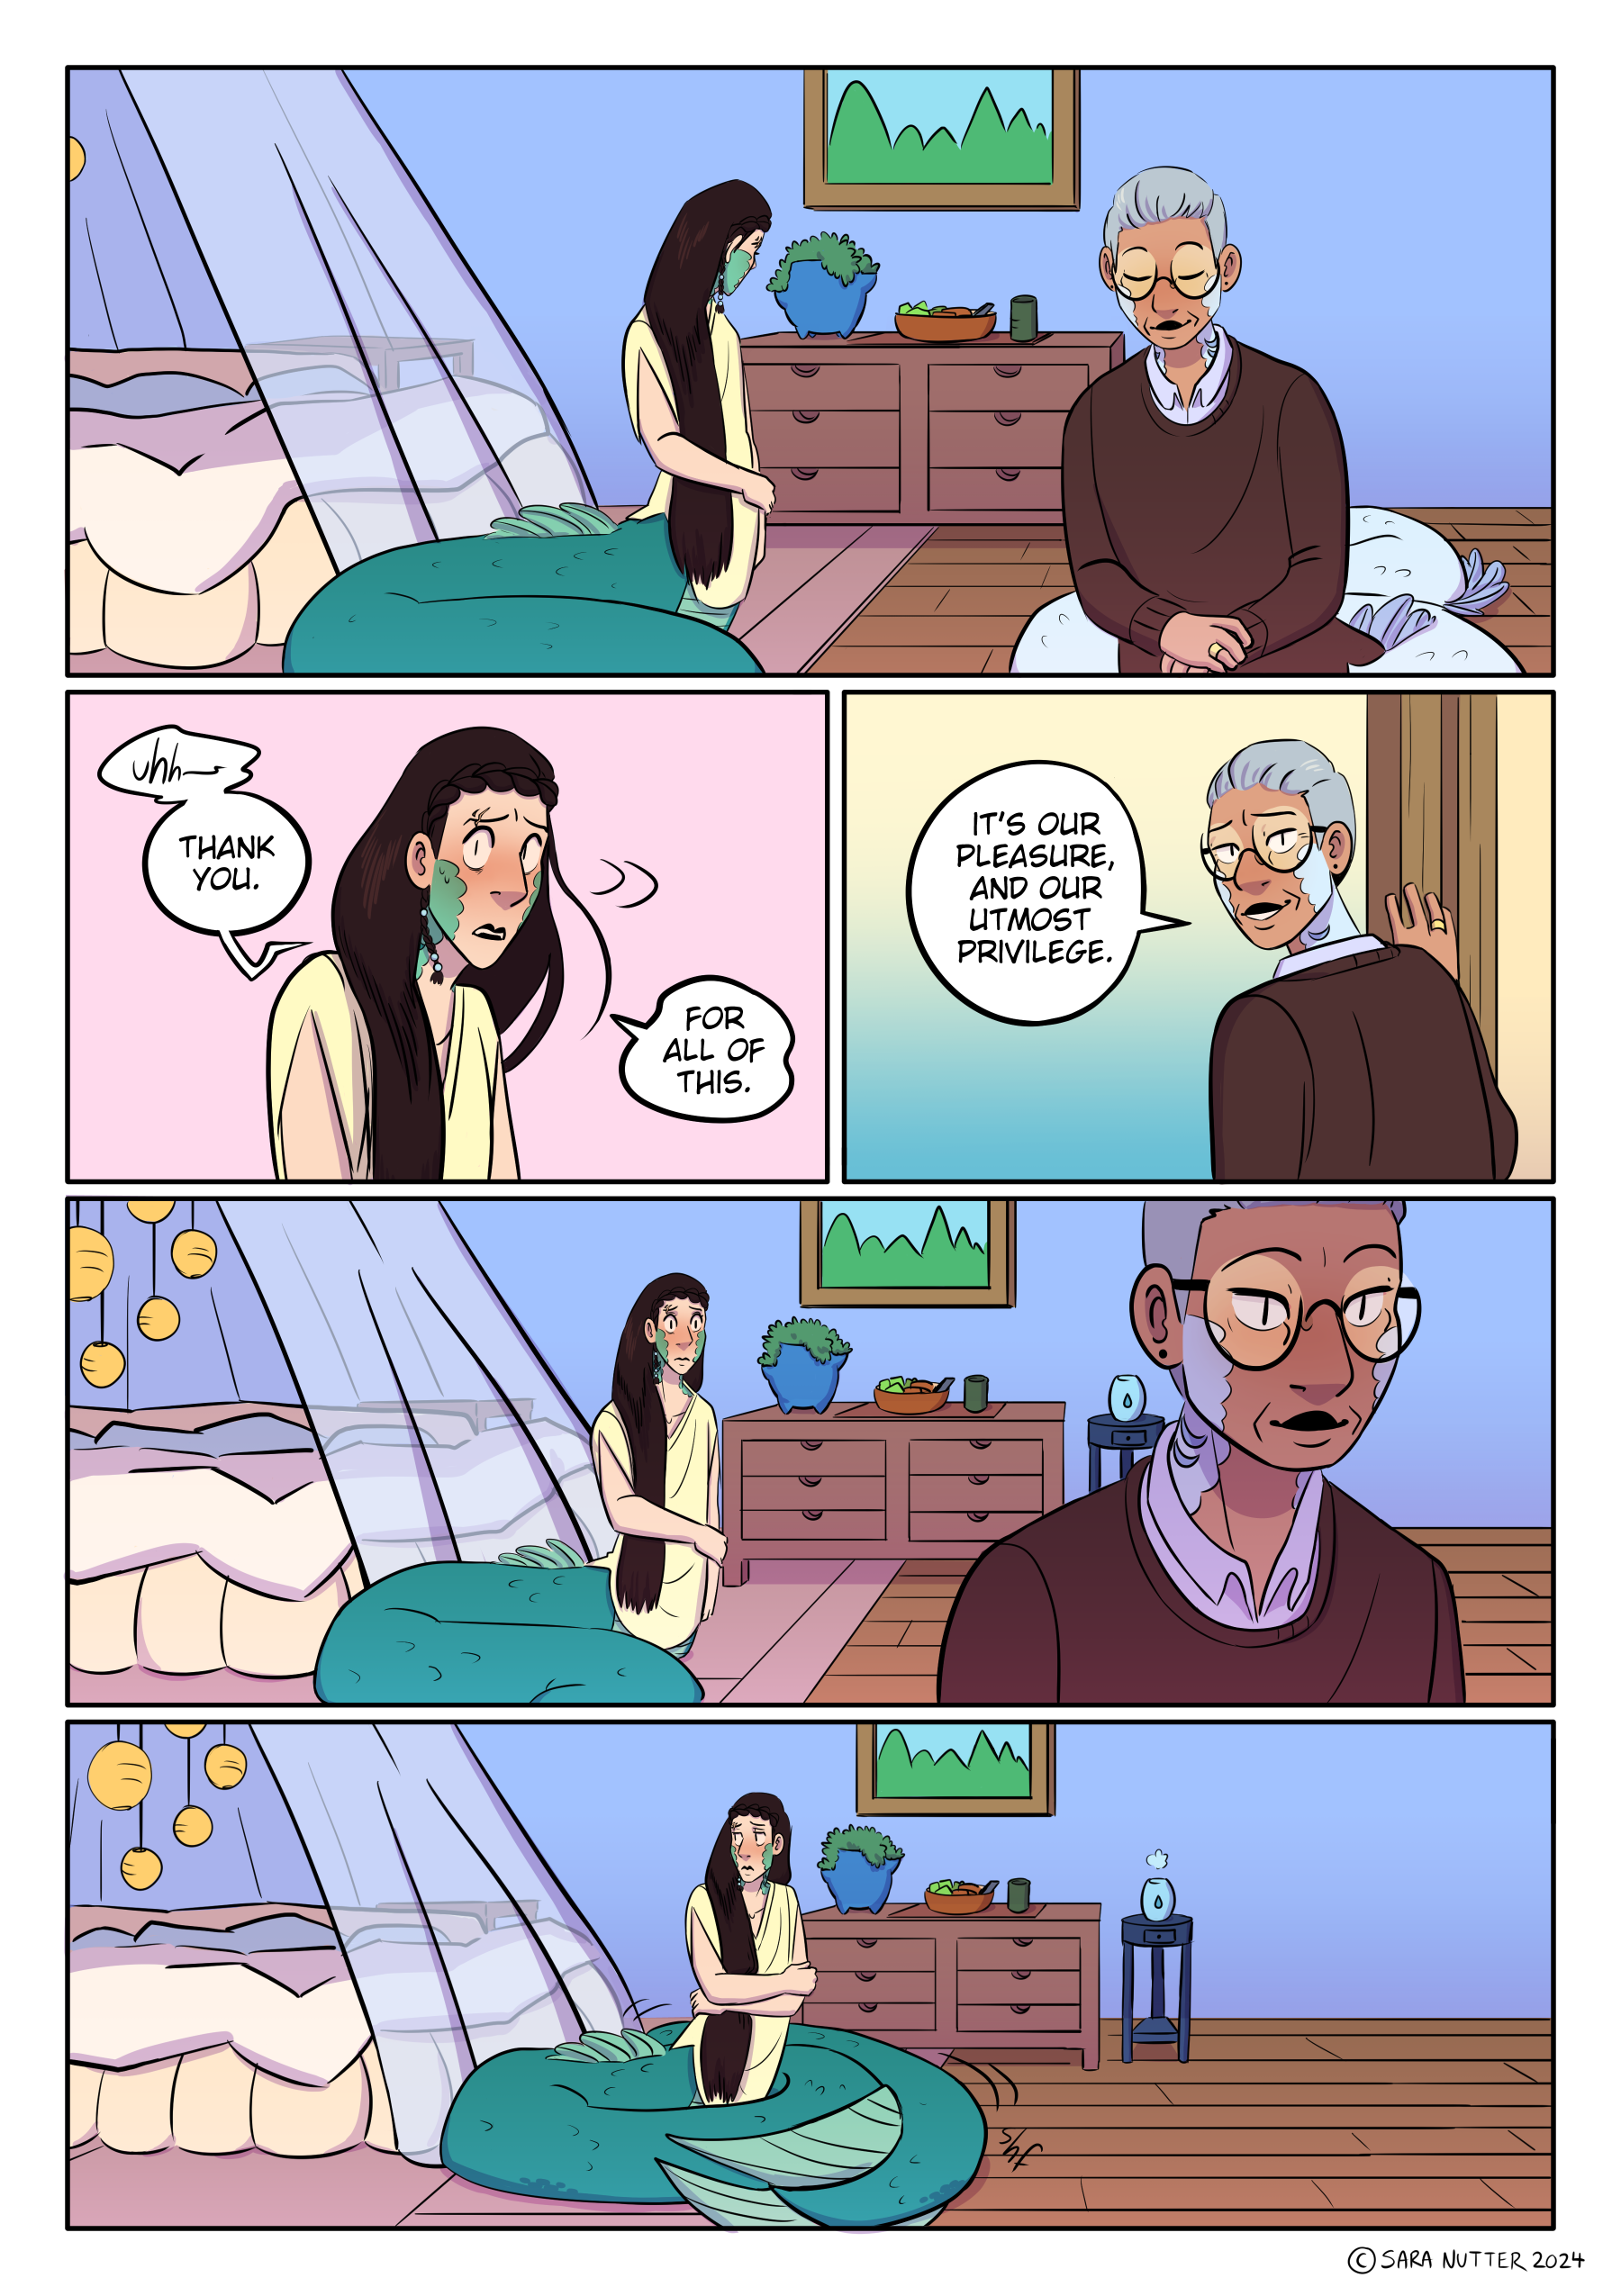 uhh—
THANK
YOU.
FOR
ALL OF
THIS.
IT'S OUR
PLEASURE,
AND OUR
UTMOST
PRIVILEGE.
shf
© SARA NUTTER 2024